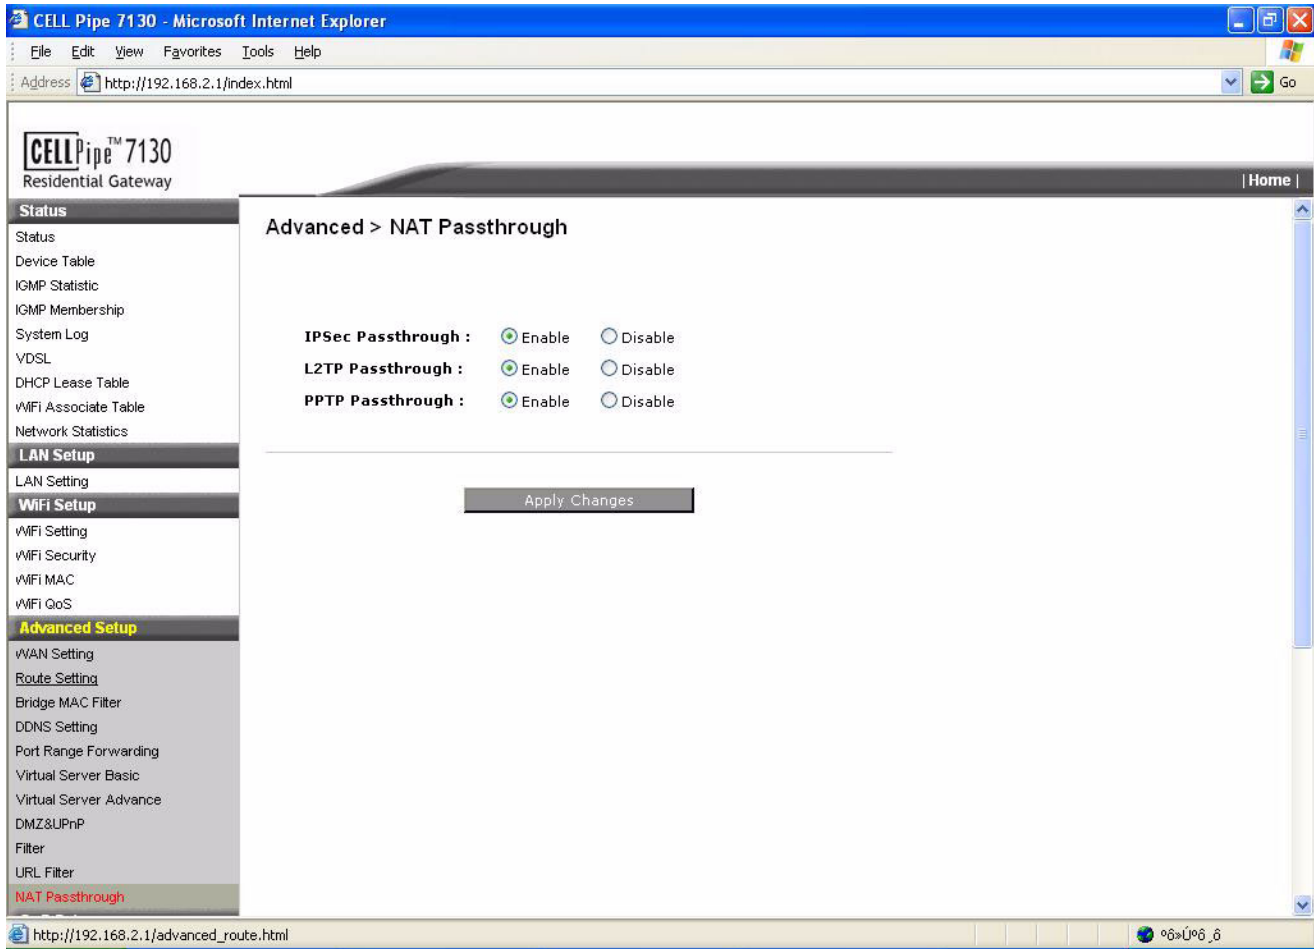 CELL Pipe 7130 - Microsoft Internet Explorer
File Edit View Favorites Tools Help
Address http://192.168.2.1/index.html Go
CELLPipe™ 7130
Residential Gateway
| Home |
Status
Status
Device Table
IGMP Statistic
IGMP Membership
System Log
VDSL
DHCP Lease Table
WiFi Associate Table
Network Statistics
LAN Setup
LAN Setting
WiFi Setup
WiFi Setting
WiFi Security
WiFi MAC
WiFi QoS
Advanced Setup
WAN Setting
Route Setting
Bridge MAC Filter
DDNS Setting
Port Range Forwarding
Virtual Server Basic
Virtual Server Advance
DMZ&UPnP
Filter
URL Filter
NAT Passthrough
Advanced > NAT Passthrough
IPSec Passthrough : Enable Disable
L2TP Passthrough : Enable Disable
PPTP Passthrough : Enable Disable
Apply Changes
http://192.168.2.1/advanced_route.html